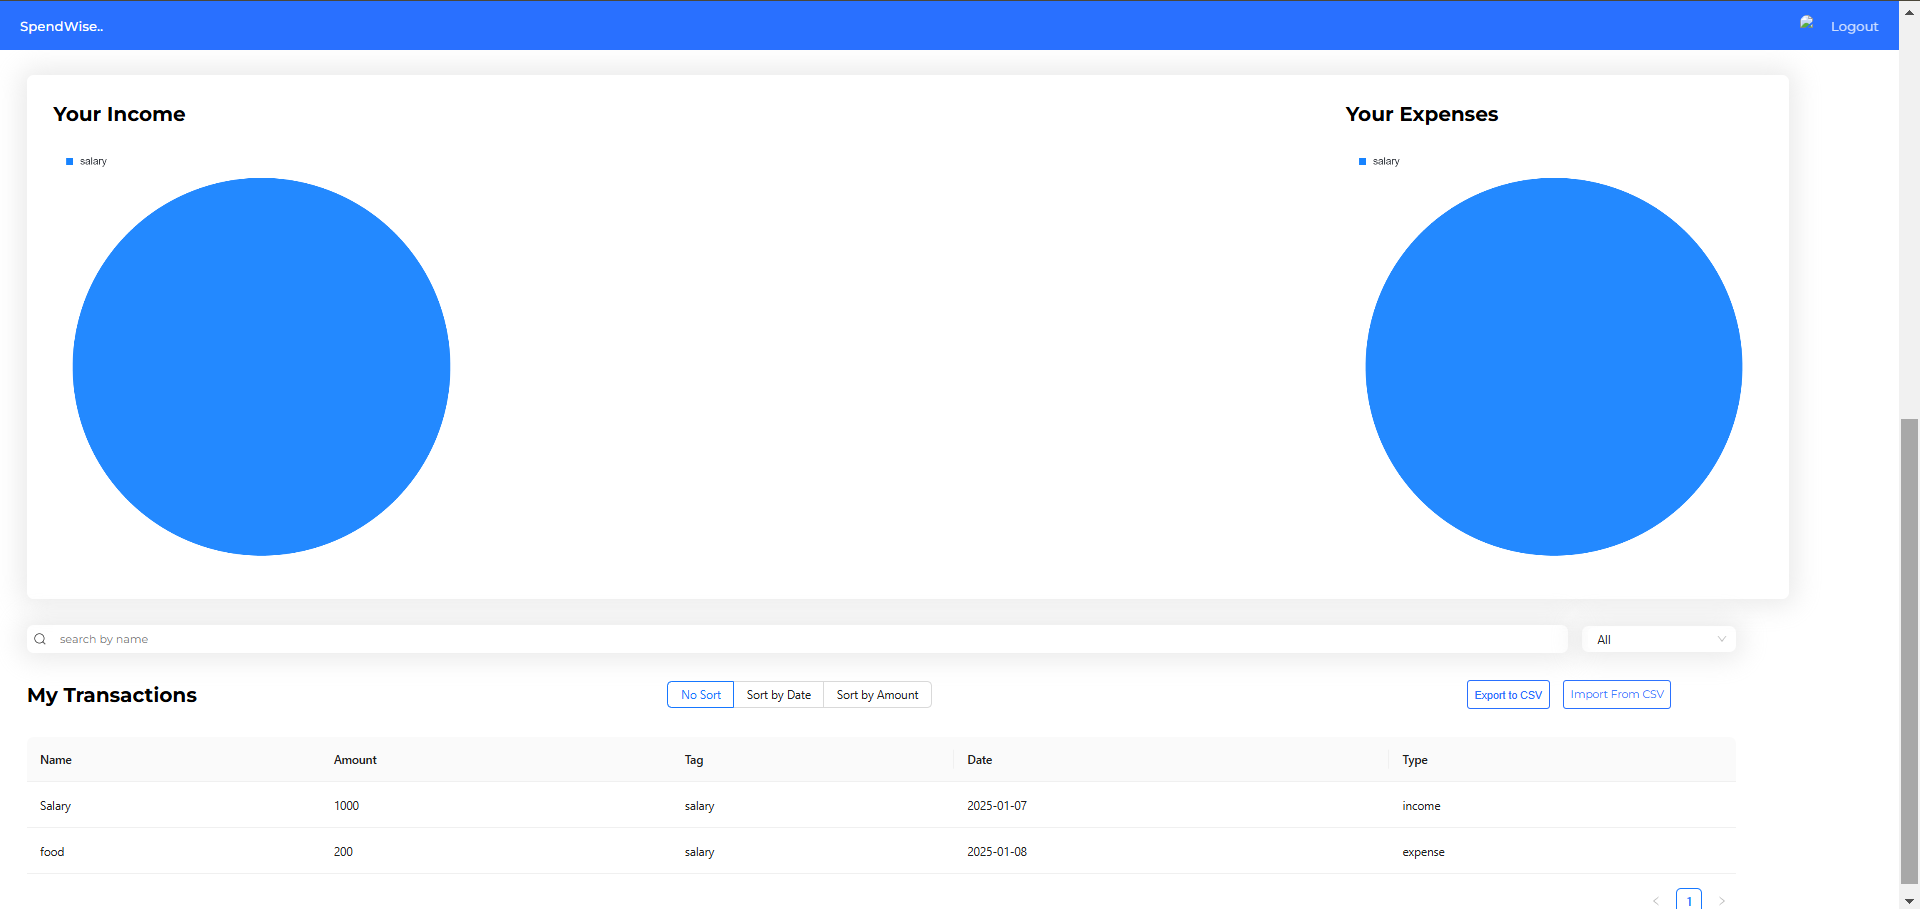 SpendWise..
Logout
Your Income
Your Expenses
salary
salary
search by name
All
My Transactions
No Sort
Sort by Date
Sort by Amount
Export to CSV
Import From CSV
Name Amount Tag Date Type
Salary 1000 salary 2025-01-07 income
food 200 salary 2025-01-08 expense
1